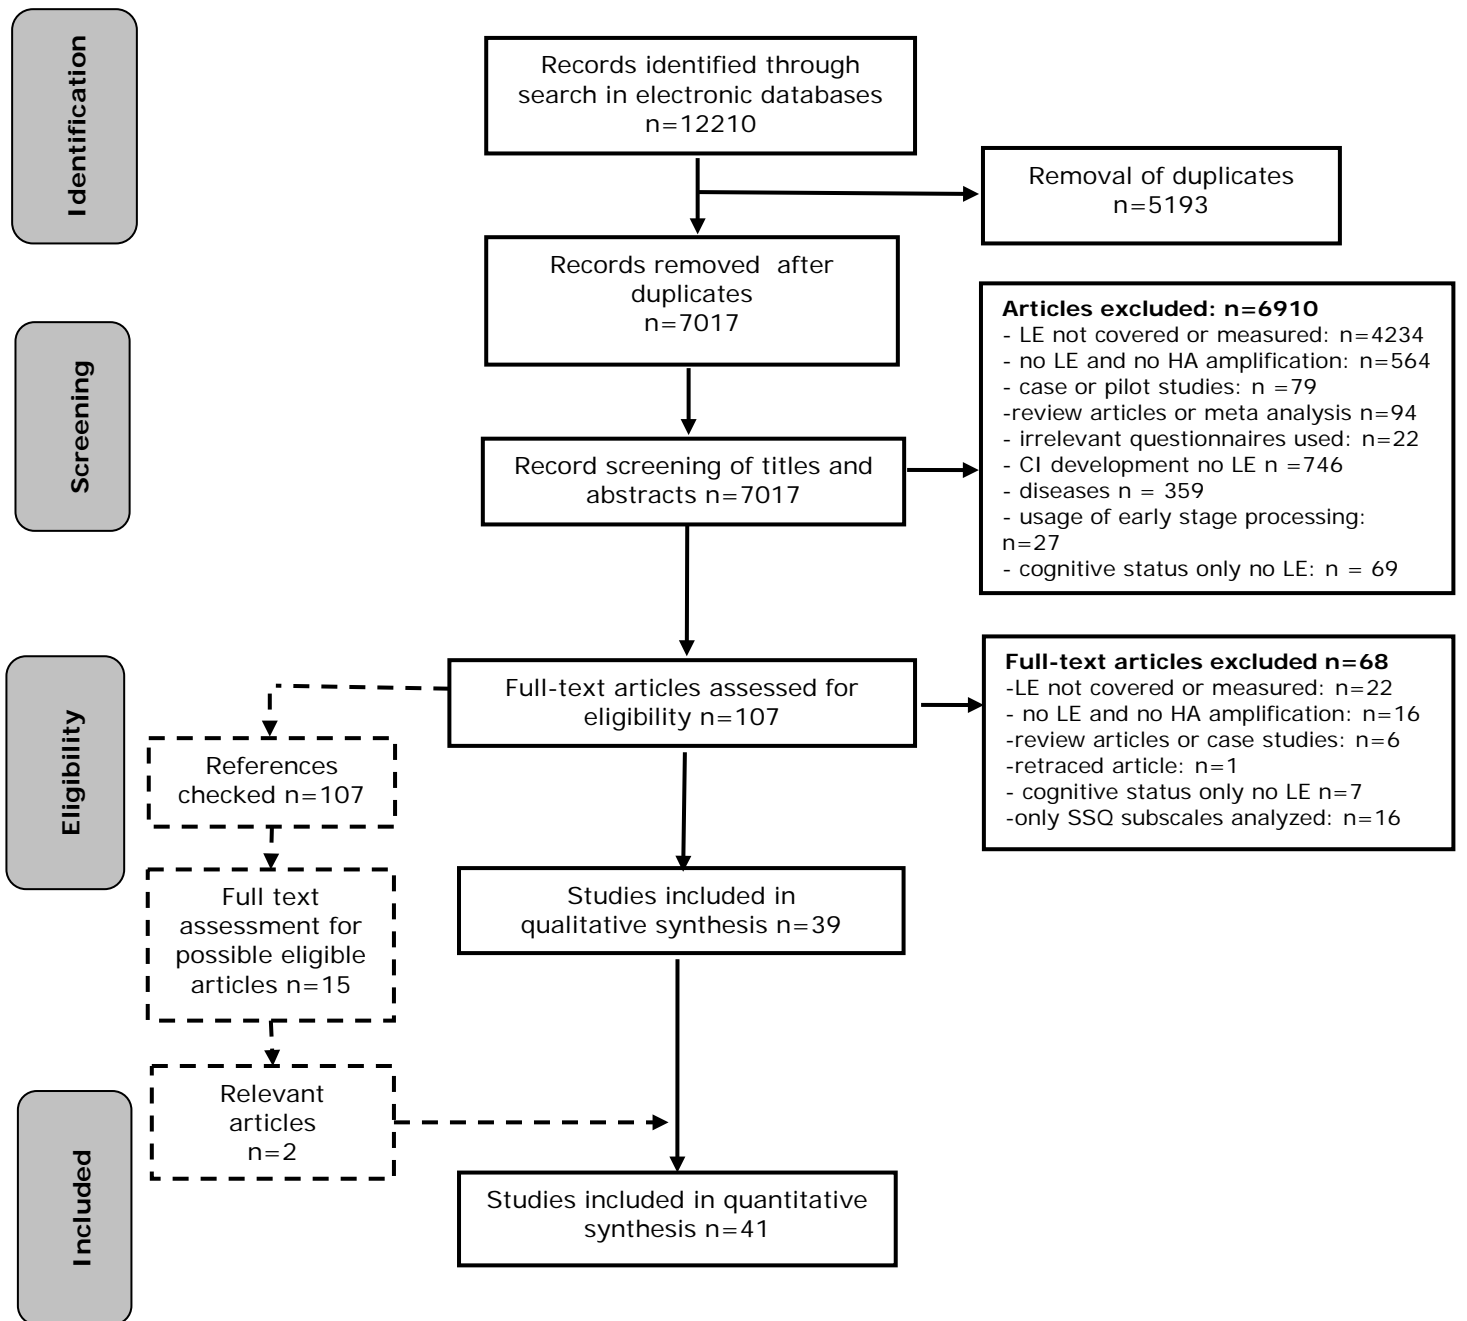 Identification
Records identified through
search in electronic databases
n=12210
Removal of duplicates
n=5193
Records removed  after
duplicates
n=7017
Screening
Record screening of titles and
abstracts n=7017
Articles excluded: n=6910
- LE not covered or measured: n=4234
- no LE and no HA amplification: n=564
- case or pilot studies: n =79
-review articles or meta analysis n=94
- irrelevant questionnaires used: n=22
- CI development no LE n =746
- diseases n = 359
- usage of early stage processing:
n=27
- cognitive status only no LE: n = 69
Eligibility
Full-text articles assessed for
eligibility n=107
Full-text articles excluded n=68
-LE not covered or measured: n=22
- no LE and no HA amplification: n=16
-review articles or case studies: n=6
-retraced article: n=1
- cognitive status only no LE n=7
-only SSQ subscales analyzed: n=16
References
checked n=107
Full text
assessment for
possible eligible
articles n=15
Studies included in
qualitative synthesis n=39
Relevant
articles
n=2
Included
Studies included in quantitative
synthesis n=41